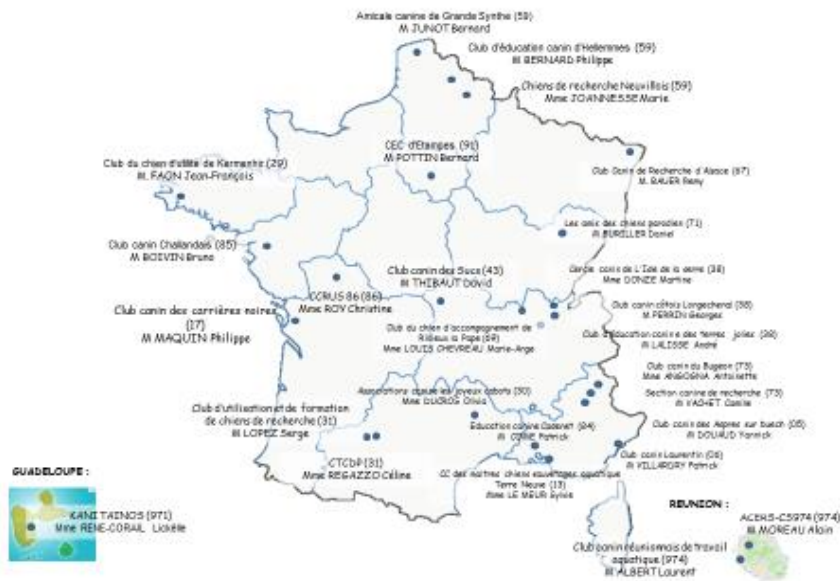 Amicale canine de Grande Synthe (59)
M JUNOT Bernard
Club d'éducation canin d'Hellemmes (59)
M BERNARD Philippe
Chiens de recherche Neuvillois (59)
Mme JOANNESSE Marie
CEC d'Etampes (91)
M POTTIN Bernard
Club du chien d'utilité de Kermenhé (29)
M. FAON Jean-François
Club Canin de Recherche d'Alsace (67)
M. BAUER Remy
Les amis des chiens parodien (71)
M BURILLER Daniel
Club canin Challandais (85)
M BOIVIN Bruno
Club canin des Sucs (43)
M THIBAUT David
Cercle canin de L'Isle de la serre (38)
Mme DONZE Martine
CCRUS 86 (86)
Mme ROY Christine
Club canin des carrières noires
(17)
M MAQUIN Philippe
Club canin côtois Longechenal (38)
M. PERRIN Georges
Club du chien d'accompagnement de
Rillieux la Pape (69)
Mme LOUIS CHEVREAU Marie-Ange
Club d'éducation canine des terres jolies (38)
M LALISSE André
Club canin du Bugeon (73)
Mme ANGOGNA Antoinette
Associations canine les joyeux cabots (30)
Mme DUCROS Olivia
Section canine de recherche (73)
M VACHET Camille
Club d'utilisation et de formation
de chiens de recherche (31)
M LOPEZ Serge
Education canine Caderet (84)
M Patrick
Club canin des Aspres sur buech (05)
M DOUAUD Yannick
CTCDP (31)
Mme REGAZZO Céline
Club canin Laurentin (06)
M VILLARGRY Patrick
CC des maitres chiens sauvetages aquatique
Terre Neuve (13)
Mme LE MEUR Sylvie
GUADELOUPE :
KANITAINOS (971)
Mme RENE-CORAIL Lickèlle
REUNION :
ACEHS-CS974 (974)
M MOREAU Alain
Club canin réunionnais de travail
aquatique (974)
M ALBERT Laurent